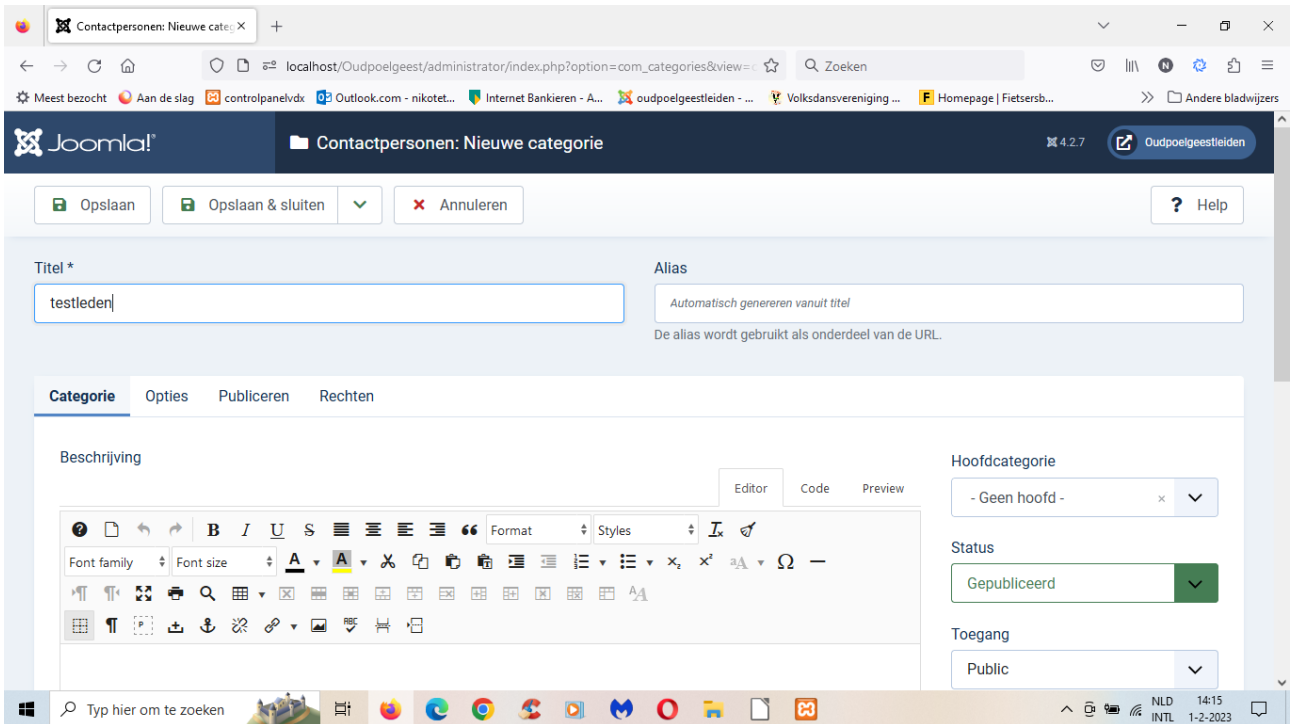 Contactpersonen: Nieuwe categ
localhost/Oudpoelgeest/administrator/index.php?option=com_categories&view=c
Zoeken
N
Meest bezocht Aan de slag controlpanelvdx Outlook.com - nikotet... Internet Bankieren - A... oudpoelgeestleiden - ... Volksdansvereniging ... F Homepage | Fietsersb... Andere bladwijzers
Joomla!® Contactpersonen: Nieuwe categorie 4.2.7 Oudpoelgeestleiden
Opslaan Opslaan & sluiten Annuleren ? Help
Titel * Alias
testleden Automatisch genereren vanuit titel
De alias wordt gebruikt als onderdeel van de URL.
Categorie Opties Publiceren Rechten
Beschrijving
Hoofdcategorie
Editor Code Preview
- Geen hoofd - ×
B I U S Format Styles
Status
Font family Font size A A
Gepubliceerd
Toegang
Public
Typ hier om te zoeken
NLD 14:15
INTL 1-2-2023